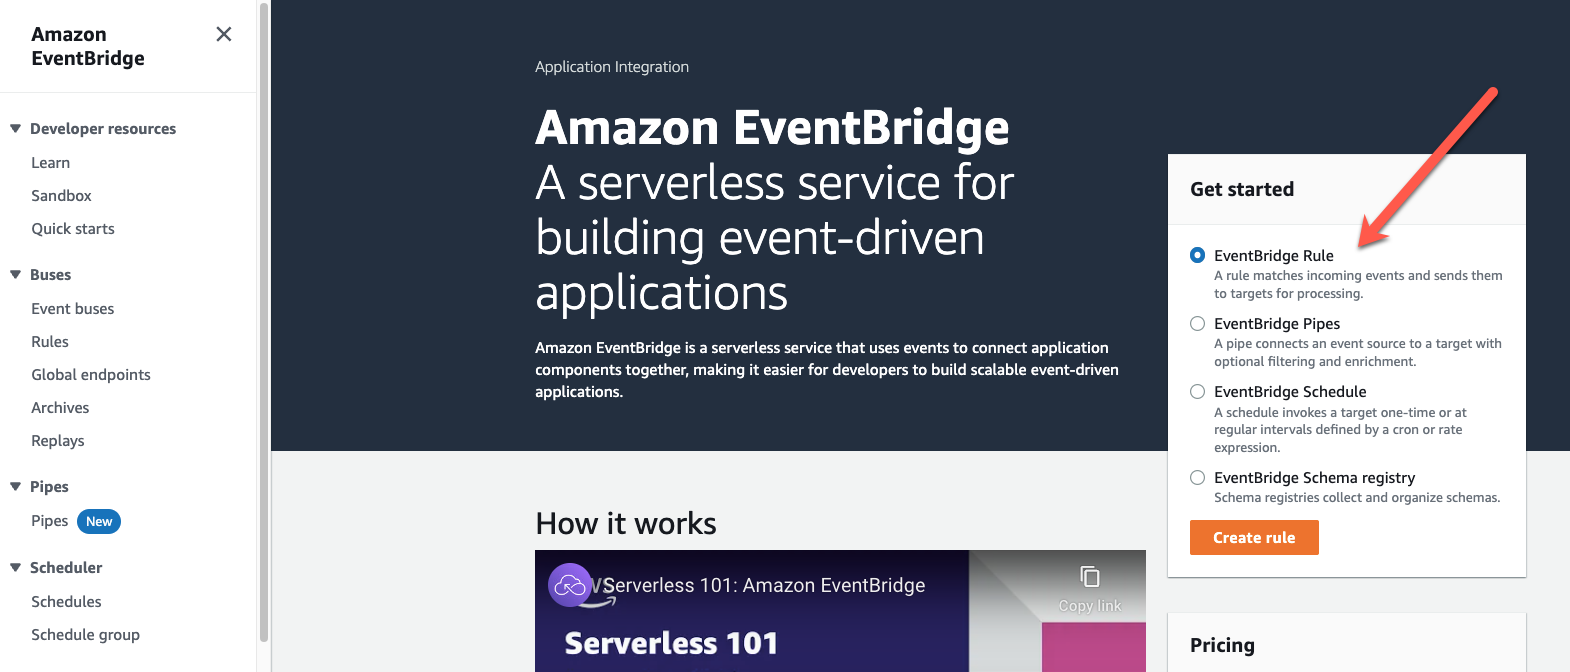 Amazon
EventBridge
Developer resources
Learn
Sandbox
Quick starts
Buses
Event buses
Rules
Global endpoints
Archives
Replays
Pipes
Pipes New
Scheduler
Schedules
Schedule group
Application Integration
Amazon EventBridge
A serverless service for
building event-driven
applications
Amazon EventBridge is a serverless service that uses events to connect application
components together, making it easier for developers to build scalable event-driven
applications.
How it works
Serverless 101: Amazon EventBridge
Copy link
Serverless 101
Get started
EventBridge Rule
A rule matches incoming events and sends them
to targets for processing.
EventBridge Pipes
A pipe connects an event source to a target with
optional filtering and enrichment.
EventBridge Schedule
A schedule invokes a target one-time or at
regular intervals defined by a cron or rate
expression.
EventBridge Schema registry
Schema registries collect and organize schemas.
Create rule
Pricing